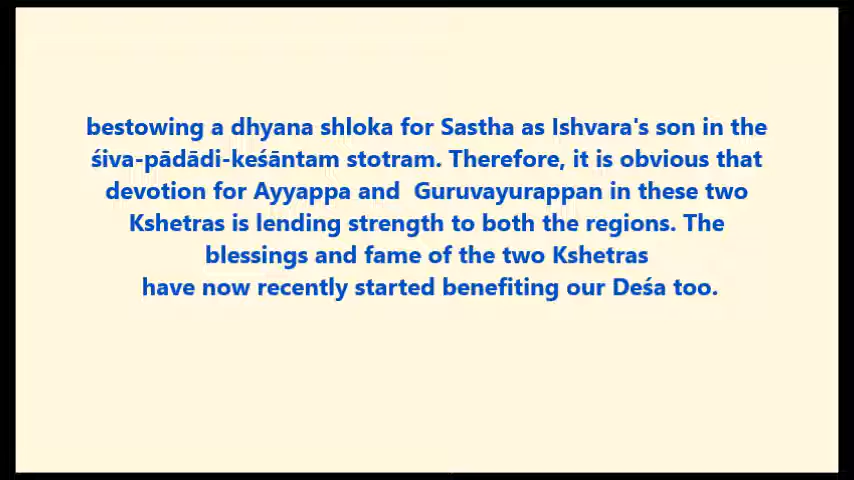 bestowing a dhyana shloka for Sastha as Ishvara's son in the
śiva-pādādi-keśāntam stotram. Therefore, it is obvious that
devotion for Ayyappa and  Guruvayurappan in these two
Kshetras is lending strength to both the regions. The
blessings and fame of the two Kshetras
have now recently started benefiting our Deśa too.